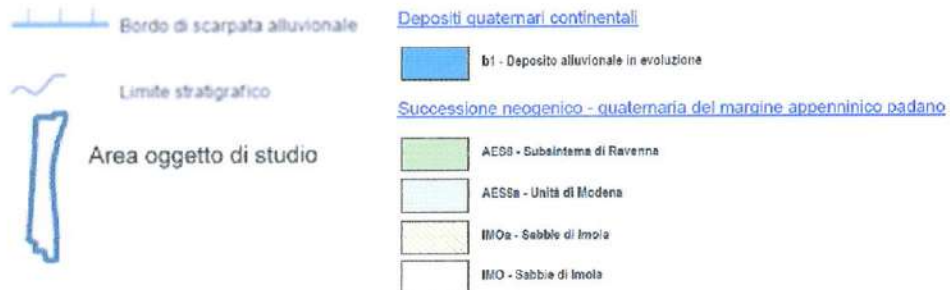 Bordo di scarpata alluvionale
Limite stratigrafico
Area oggetto di studio
Depositi quaternari continentali
b1 - Deposito alluvionale in evoluzione
Successione neogenico - quaternaria del margine appenninico padano
AES8 - Subsintema di Ravenna
AES8a - Unità di Modena
IMOa - Sabbie di Imola
IMO - Sabbie di Imola